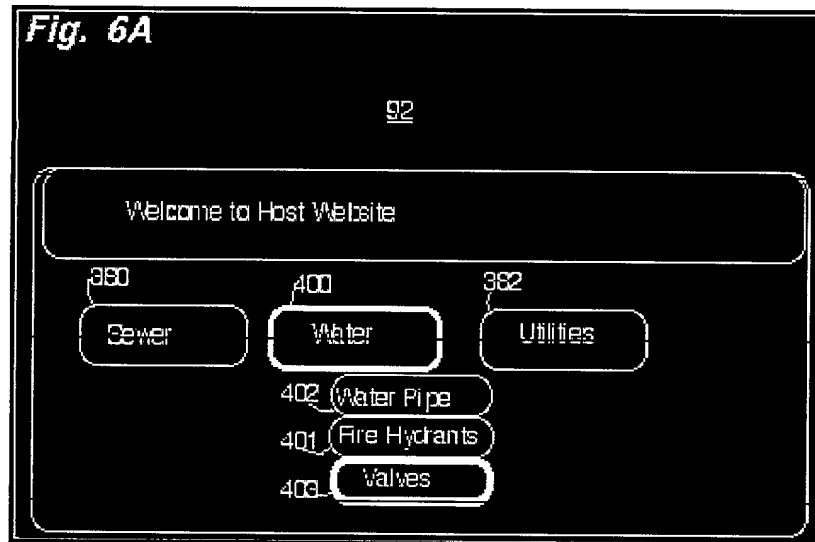 Fig. 6A
92
Welcome to Host Website
380 400 382
Sewer Water Utilities
402 Water Pipe
401 Fire Hydrants
403 Valves